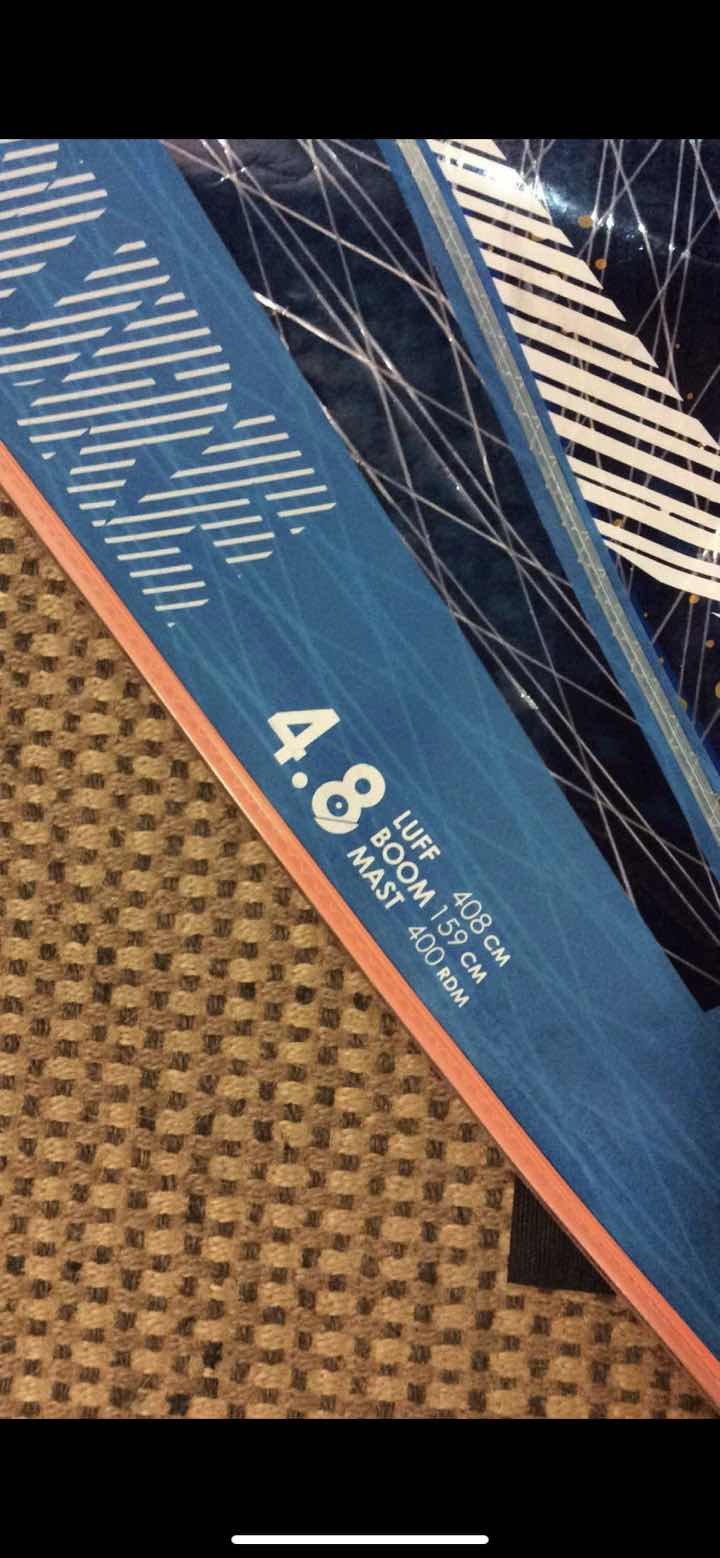 4.8
LUFF 408 CM
BOOM 159 CM
MAST 400 RDM